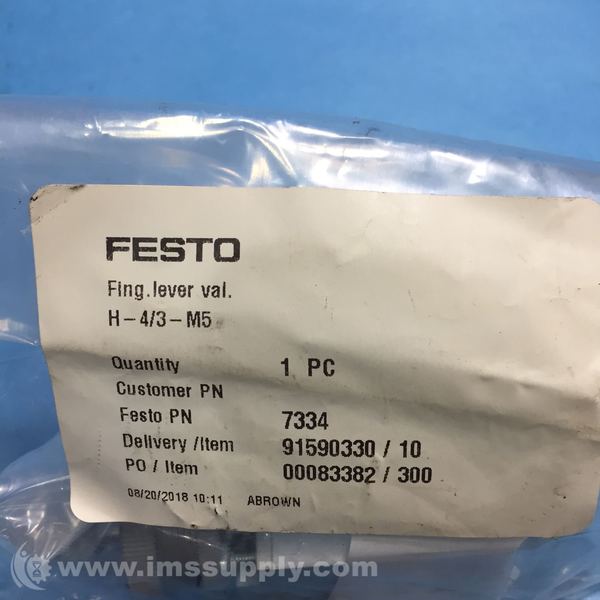 FESTO
Fing.lever val.
H-4/3-M5
Quantity 1 PC
Customer PN
Festo PN 7334
Delivery /Item 91590330 / 10
PO / Item 00083382 / 300
08/20/2018 10:11 ABROWN
www.imssupply.com